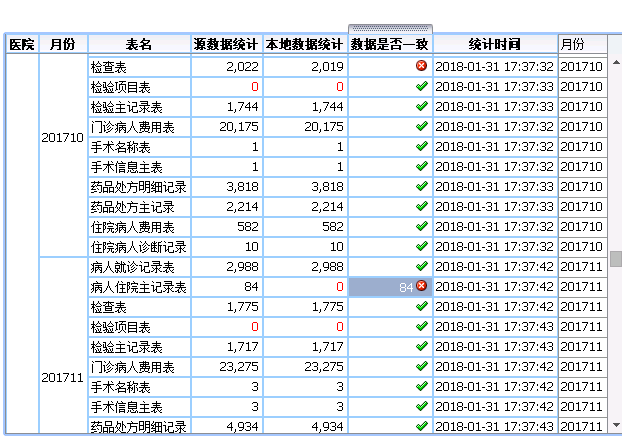 医院 月份 表名 源数据统计 本地数据统计 数据是否一致 统计时间 月份
检查表 2,022 2,019 2018-01-31 17:37:32 201710
检验项目表 0 0 2018-01-31 17:37:33 201710
检验主记录表 1,744 1,744 2018-01-31 17:37:33 201710
门诊病人费用表 20,175 20,175 2018-01-31 17:37:32 201710
201710
手术名称表 1 1 2018-01-31 17:37:32 201710
手术信息主表 1 1 2018-01-31 17:37:32 201710
药品处方明细记录 3,818 3,818 2018-01-31 17:37:33 201710
药品处方主记录 2,214 2,214 2018-01-31 17:37:33 201710
住院病人费用表 582 582 2018-01-31 17:37:32 201710
住院病人诊断记录 10 10 2018-01-31 17:37:32 201710
病人就诊记录表 2,988 2,988 2018-01-31 17:37:42 201711
病人住院主记录表 84 0 84 2018-01-31 17:37:42 201711
检查表 1,775 1,775 2018-01-31 17:37:42 201711
检验项目表 0 0 2018-01-31 17:37:43 201711
检验主记录表 1,717 1,717 2018-01-31 17:37:43 201711
门诊病人费用表 23,275 23,275 2018-01-31 17:37:42 201711
201711
手术名称表 3 3 2018-01-31 17:37:42 201711
手术信息主表 3 3 2018-01-31 17:37:42 201711
药品处方明细记录 4,934 4,934 2018-01-31 17:37:43 201711